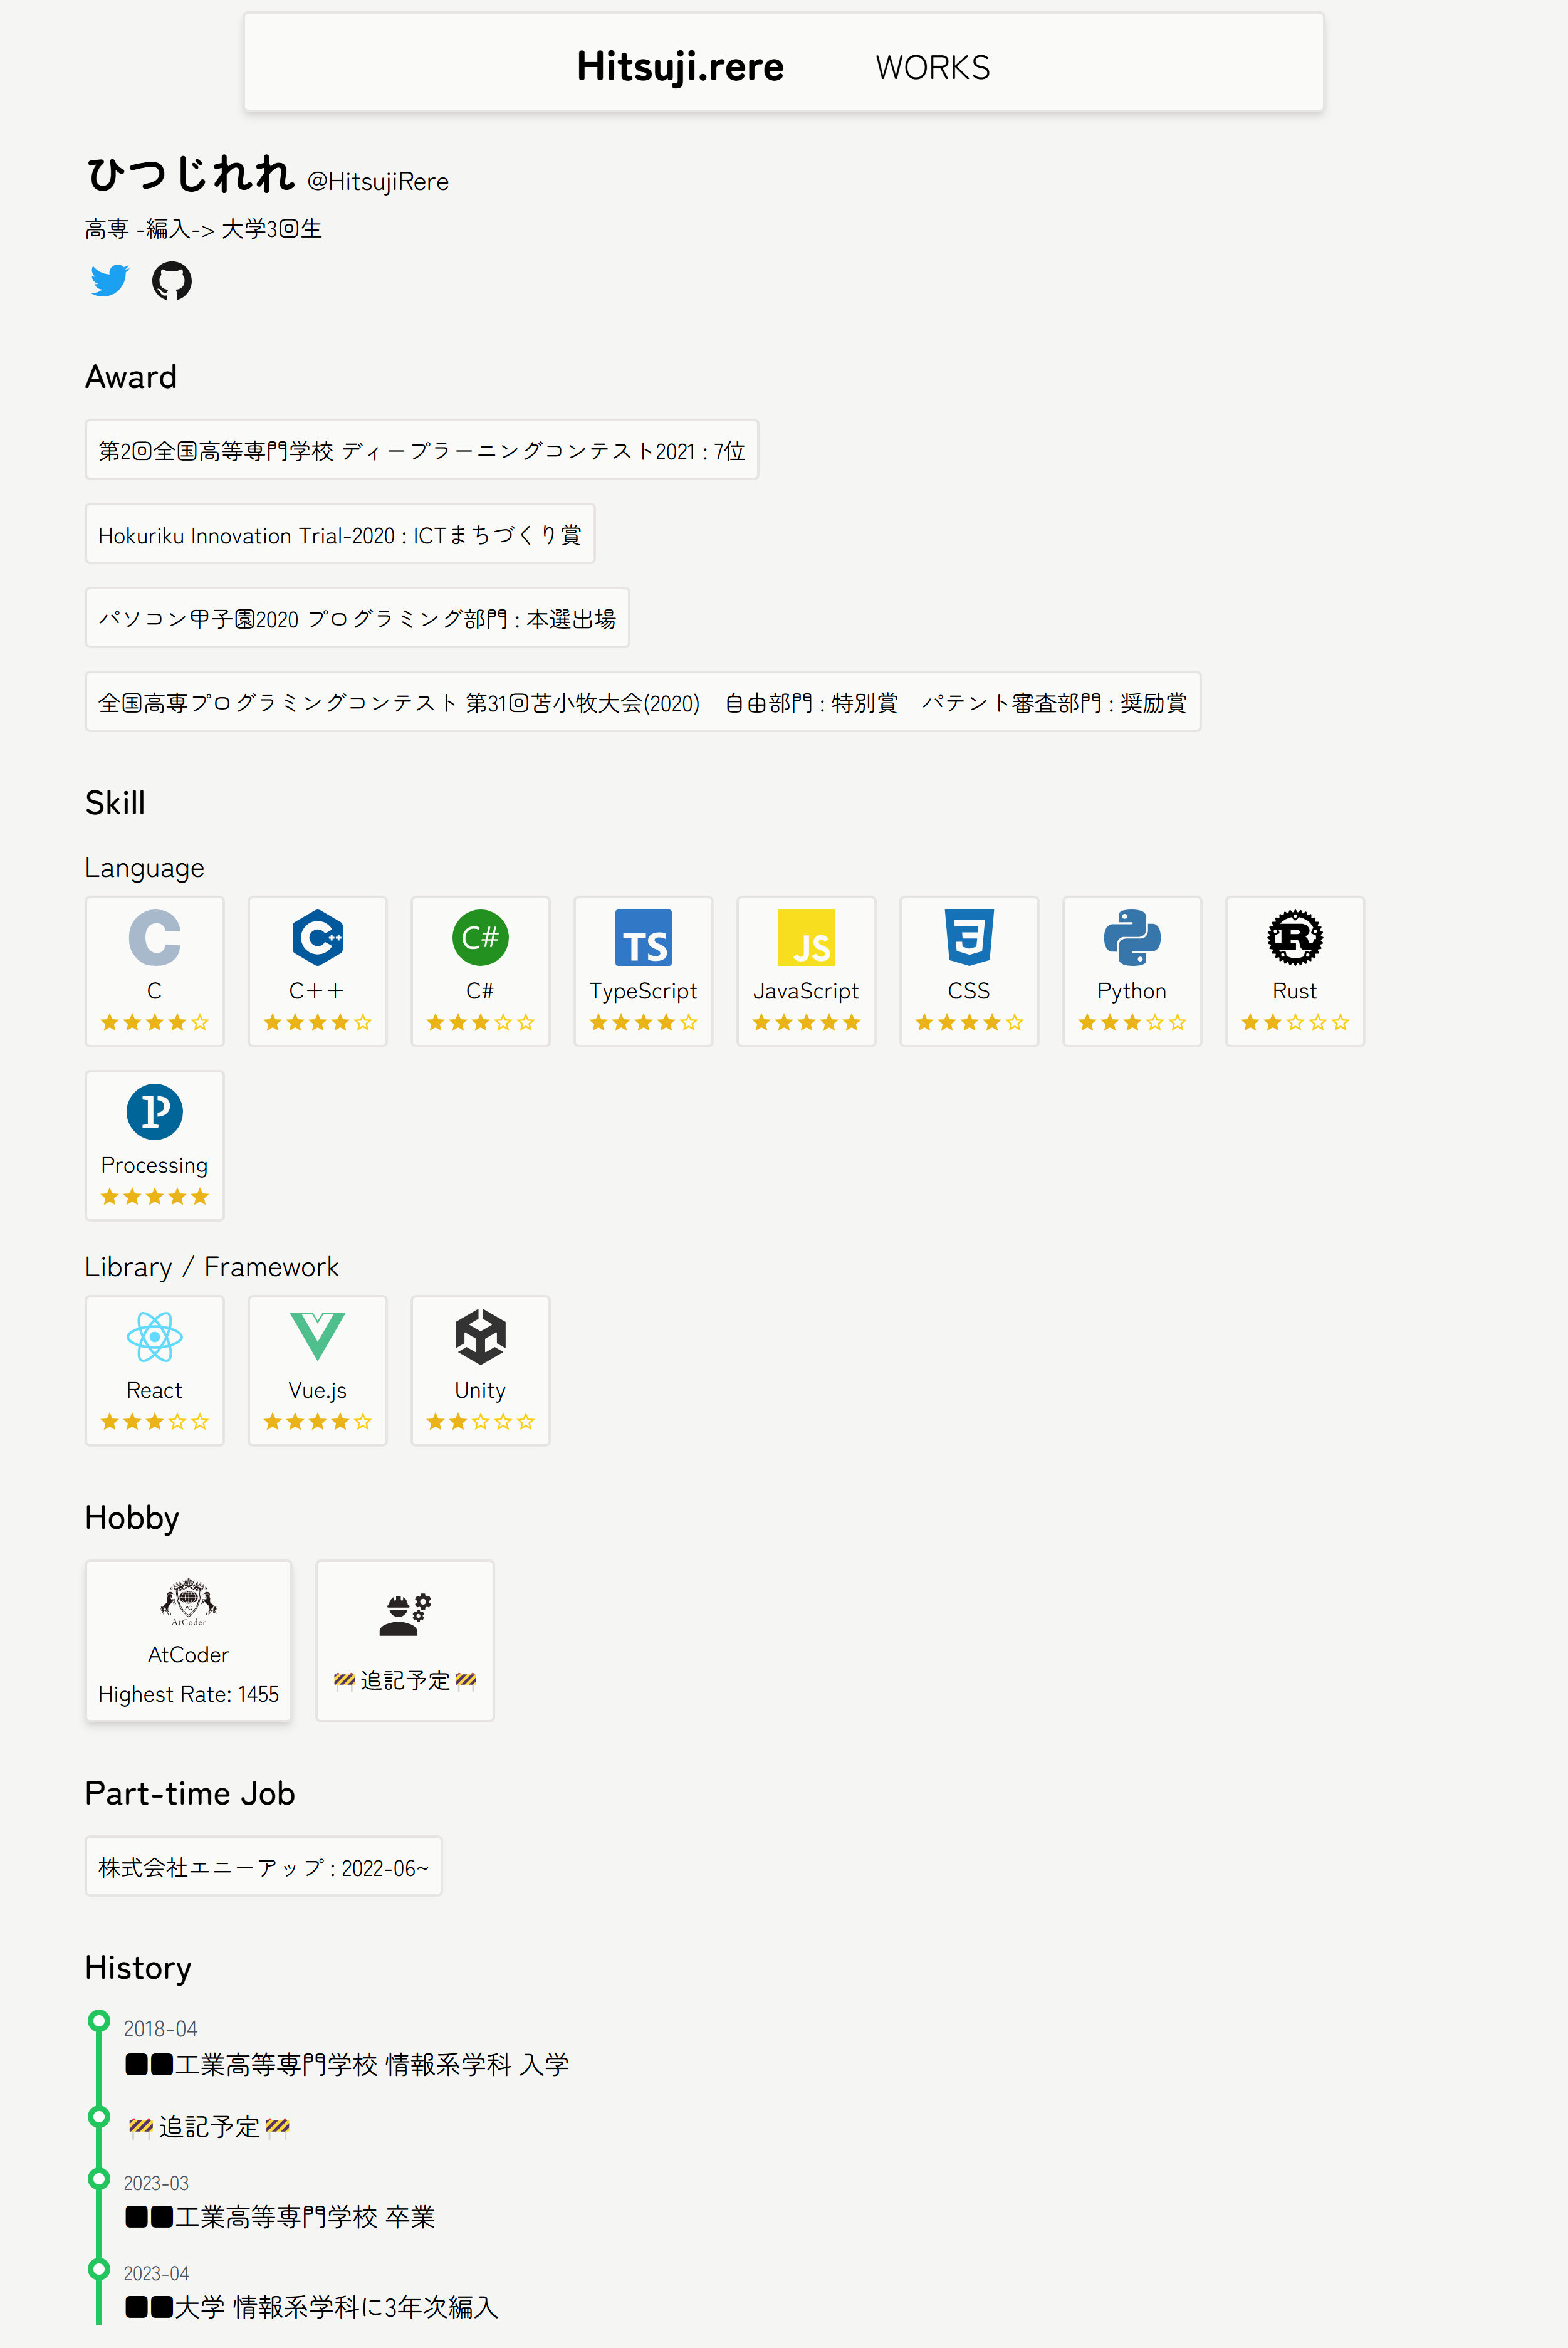 Hitsuji.rere WORKS
ひつじれれ @HitsujiRere
高専 -編入-> 大学3回生
Award
第2回全国高等専門学校 ディープラーニングコンテスト2021 : 7位
Hokuriku Innovation Trial-2020 : ICTまちづくり賞
パソコン甲子園2020 プログラミング部門 : 本選出場
全国高専プログラミングコンテスト 第31回苫小牧大会(2020)　自由部門 : 特別賞　パテント審査部門 : 奨励賞
Skill
Language
C C++ C# TS JS 3 R
C C++ C# TypeScript JavaScript CSS Python Rust
★★★★☆ ★★★★☆ ★★★☆☆ ★★★★☆ ★★★★★ ★★★★☆ ★★★☆☆ ★★☆☆☆
P
Processing
★★★★★
Library / Framework
React Vue.js Unity
★★★☆☆ ★★★★☆ ★★☆☆☆
Hobby
AtCoder
AtCoder
Highest Rate: 1455
🚧追記予定🚧
Part-time Job
株式会社エニーアップ : 2022-06~
History
2018-04
■■工業高等専門学校 情報系学科 入学
🚧追記予定🚧
2023-03
■■工業高等専門学校 卒業
2023-04
■■大学 情報系学科に3年次編入